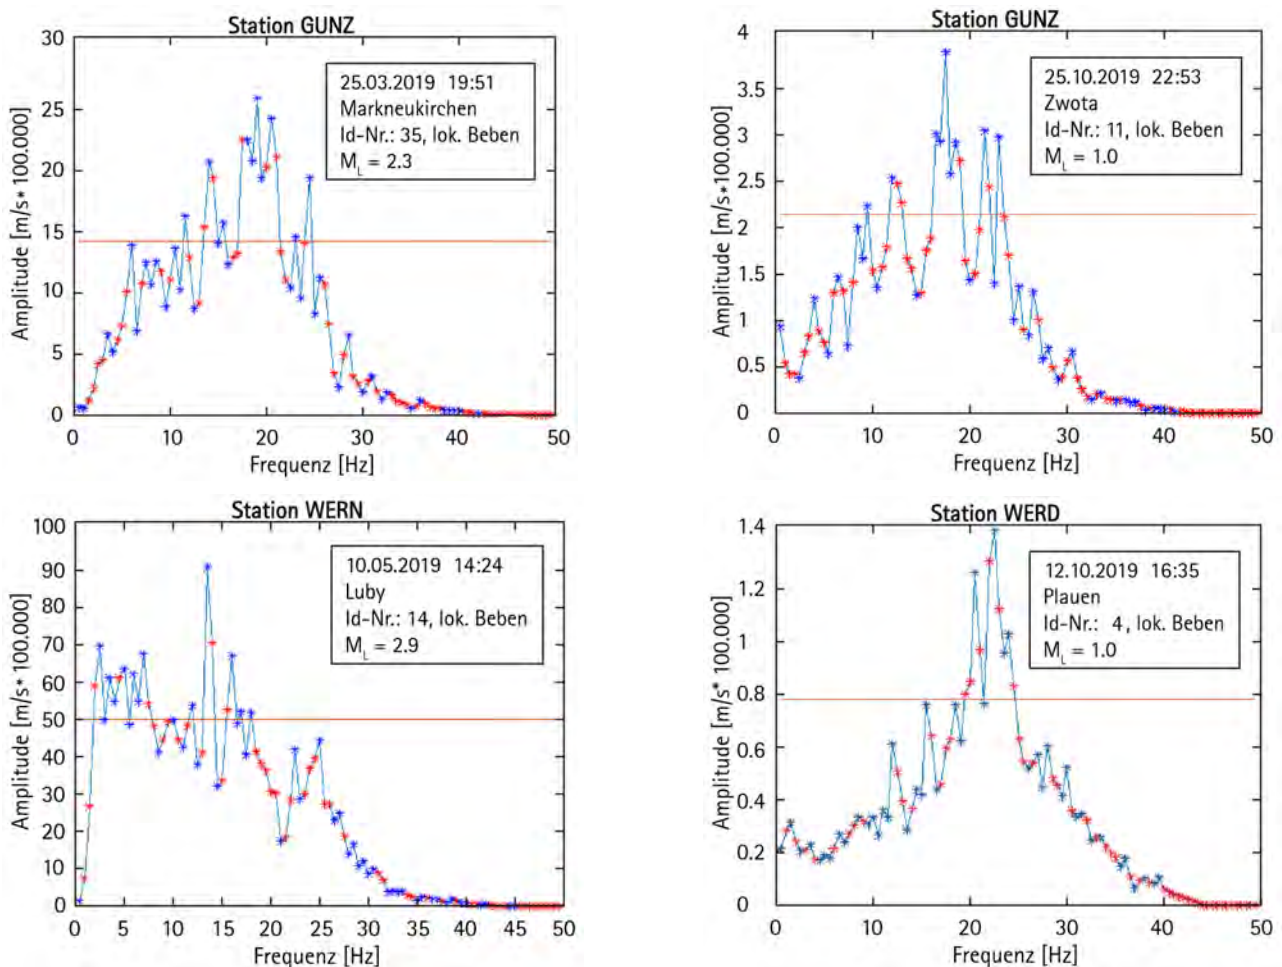 Station GUNZ
30
25
20
15
10
5
0
Amplitude [m/s* 100.000]
25.03.2019 19:51
Markneukirchen
Id-Nr.: 35, lok. Beben
M_L = 2.3
0 10 20 30 40 50
Frequenz [Hz]
Station GUNZ
4
3.5
3
2.5
2
1.5
1
0.5
0
Amplitude [m/s*100.000]
25.10.2019 22:53
Zwota
Id-Nr.: 11, lok. Beben
M_L = 1.0
0 10 20 30 40 50
Frequenz [Hz]
Station WERN
100
90
80
70
60
50
40
30
20
10
0
Amplitude [m/s* 100.000]
10.05.2019 14:24
Luby
Id-Nr.: 14, lok. Beben
M_L = 2.9
0 5 10 15 20 25 30 35 40 45 50
Frequenz [Hz]
Station WERD
1.4
1.2
1
0.8
0.6
0.4
0.2
0
Amplitude [m/s* 100.000]
12.10.2019 16:35
Plauen
Id-Nr.: 4, lok. Beben
M_L = 1.0
0 10 20 30 40 50
Frequenz [Hz]